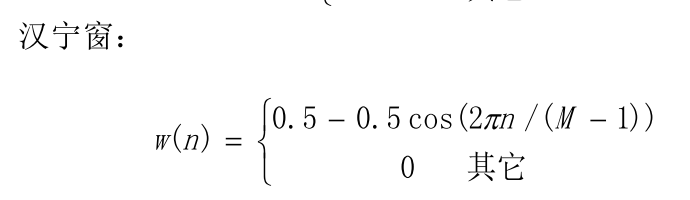 汉宁窗：
w(n) = {0.5 − 0.5 cos(2πn /(M − 1))
0 其它